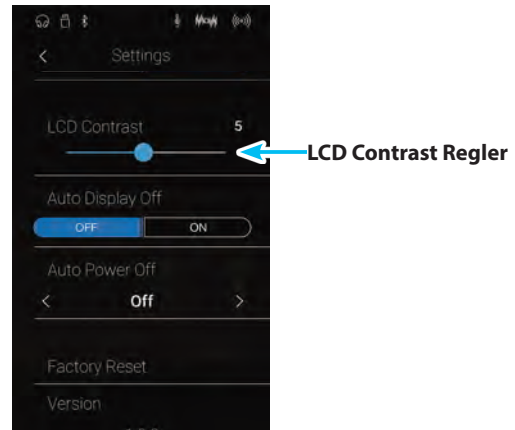 Settings
LCD Contrast 5
LCD Contrast Regler
Auto Display Off
OFF ON
Auto Power Off
Off
Factory Reset
Version